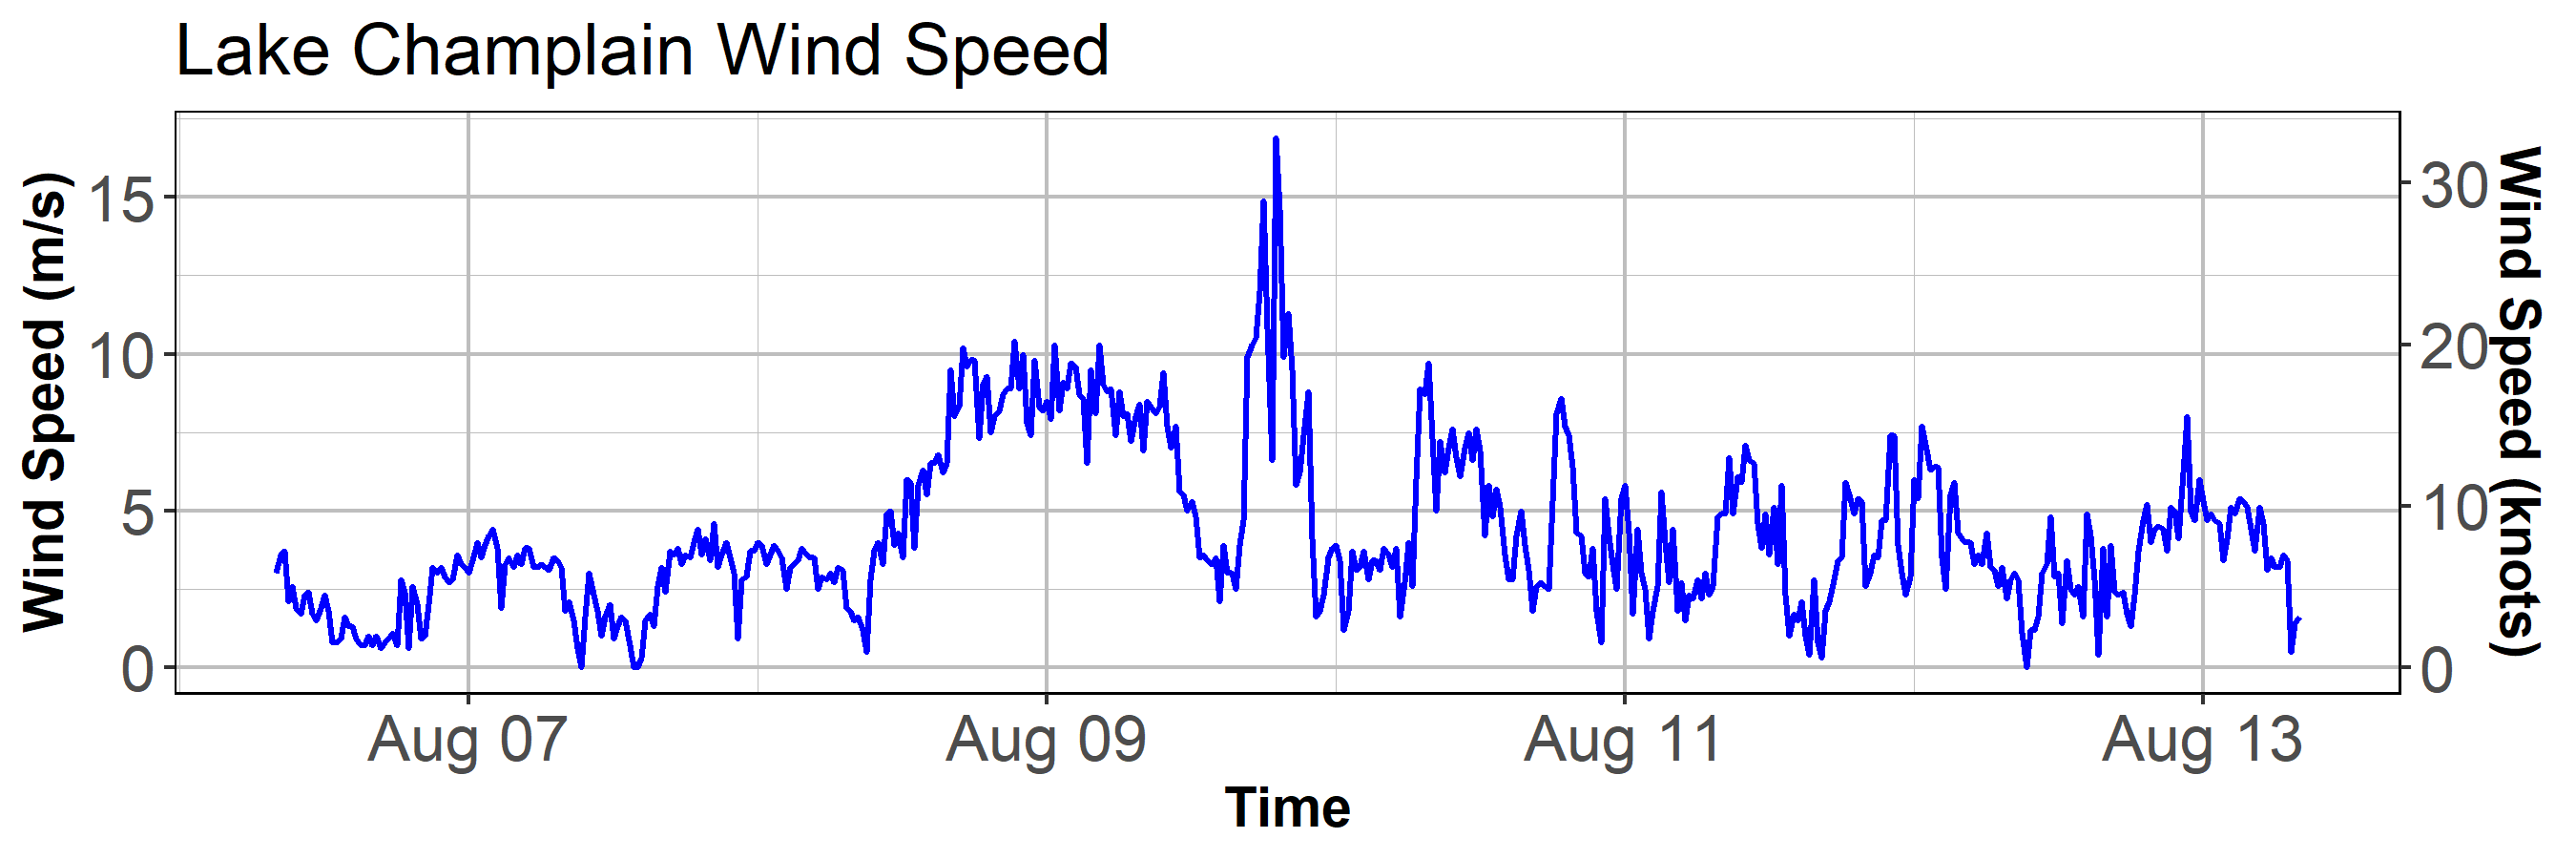 Lake Champlain Wind Speed
Wind Speed (m/s)
15
10
5
0
30
20
10
0
Wind Speed (knots)
Aug 07
Aug 09
Aug 11
Aug 13
Time